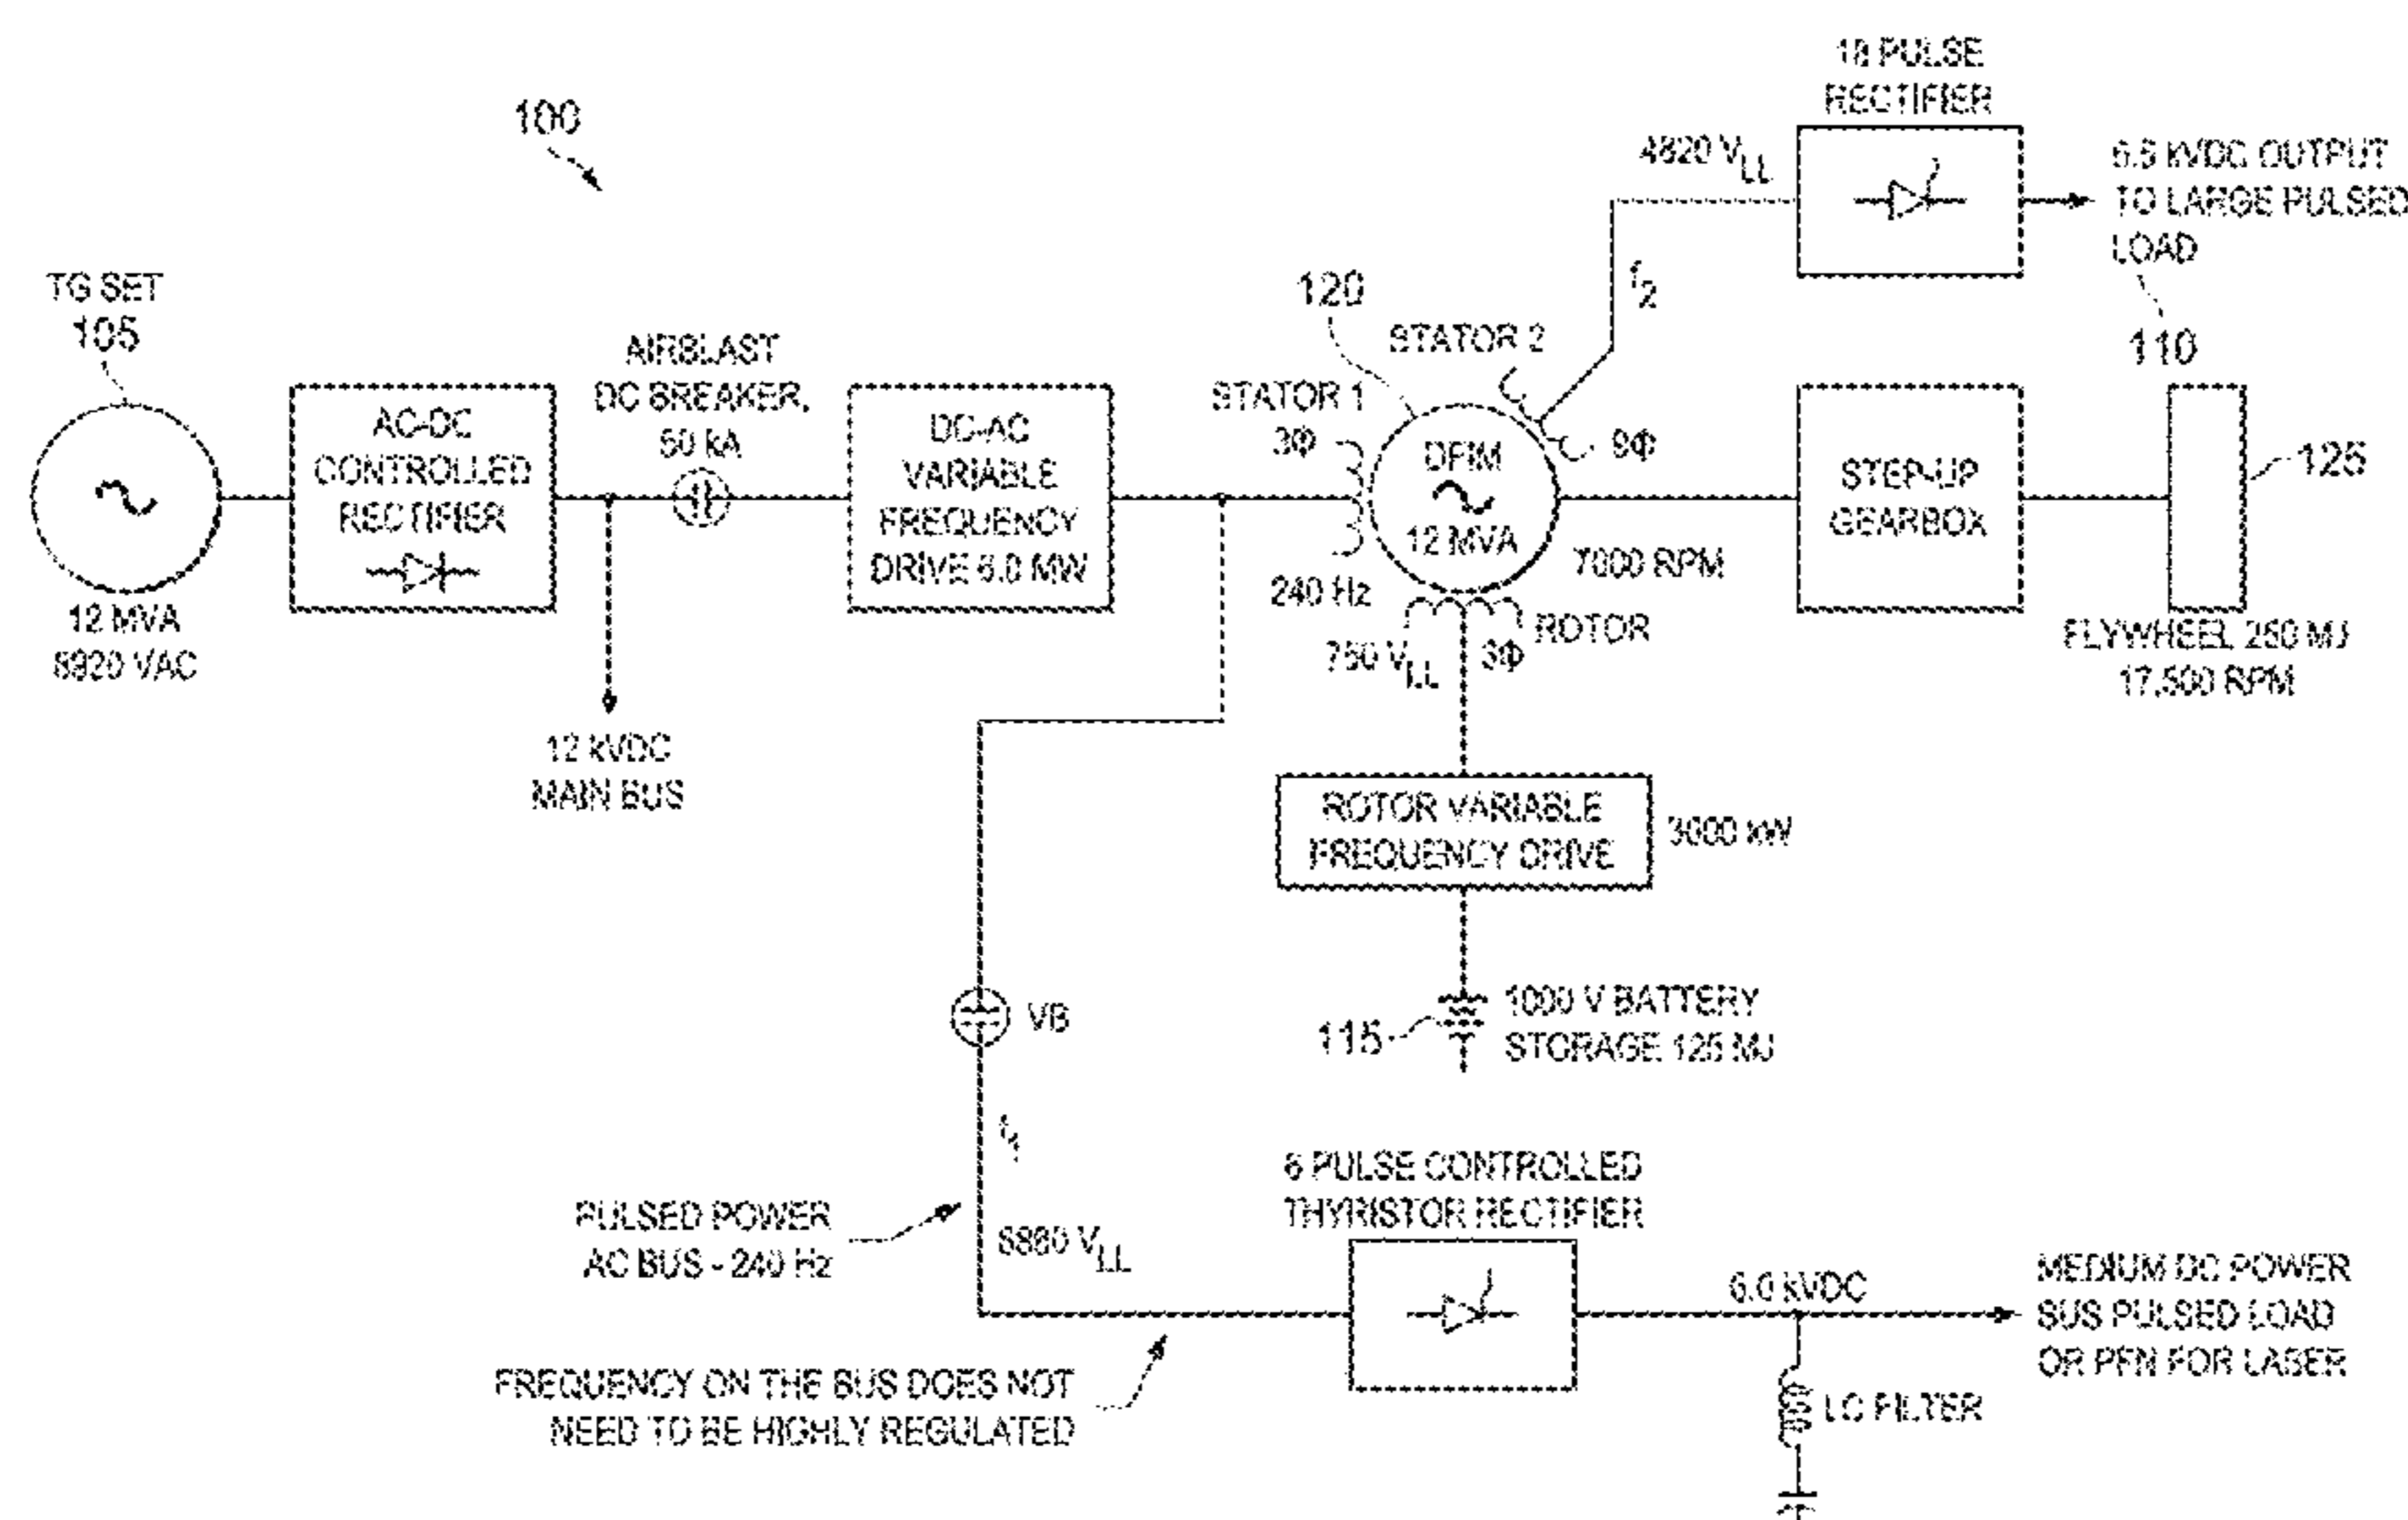 100
18 PULSE
RECTIFIER
4820 VLL
6.5 kVDC OUTPUT
TO LARGE PULSED
LOAD
110
f2
TG SET
105
12 MVA
8920 VAC
AC-DC
CONTROLLED
RECTIFIER
AIRBLAST
DC BREAKER,
50 kA
12 kVDC
MAIN BUS
DC-AC
VARIABLE
FREQUENCY
DRIVE 6.0 MW
120
STATOR 1
3Φ
STATOR 2
9Φ
DFIM
12 MVA
240 Hz
7000 RPM
750 VLL
3Φ
ROTOR
STEP-UP
GEARBOX
125
FLYWHEEL 250 MJ
17,500 RPM
ROTOR VARIABLE
FREQUENCY DRIVE
3000 kW
115
1000 V BATTERY
STORAGE 125 MJ
VB
f1
PULSED POWER
AC BUS - 240 Hz
8880 VLL
FREQUENCY ON THE BUS DOES NOT
NEED TO BE HIGHLY REGULATED
6 PULSE CONTROLLED
THYRISTOR RECTIFIER
6.0 kVDC
MEDIUM DC POWER
BUS PULSED LOAD
OR PFN FOR LASER
LC FILTER